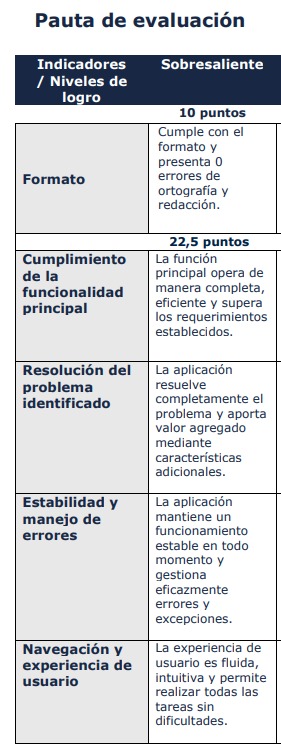 Pauta de evaluación
Indicadores
/ Niveles de
logro
Sobresaliente
10 puntos
Formato
Cumple con el
formato y
presenta 0
errores de
ortografía y
redacción.
22,5 puntos
Cumplimiento
de la
funcionalidad
principal
La función
principal opera de
manera completa,
eficiente y supera
los requerimientos
establecidos.
Resolución del
problema
identificado
La aplicación
resuelve
completamente el
problema y aporta
valor agregado
mediante
características
adicionales.
Estabilidad y
manejo de
errores
La aplicación
mantiene un
funcionamiento
estable en todo
momento y
gestiona
eficazmente
errores y
excepciones.
Navegación y
experiencia de
usuario
La experiencia de
usuario es fluida,
intuitiva y permite
realizar todas las
tareas sin
dificultades.